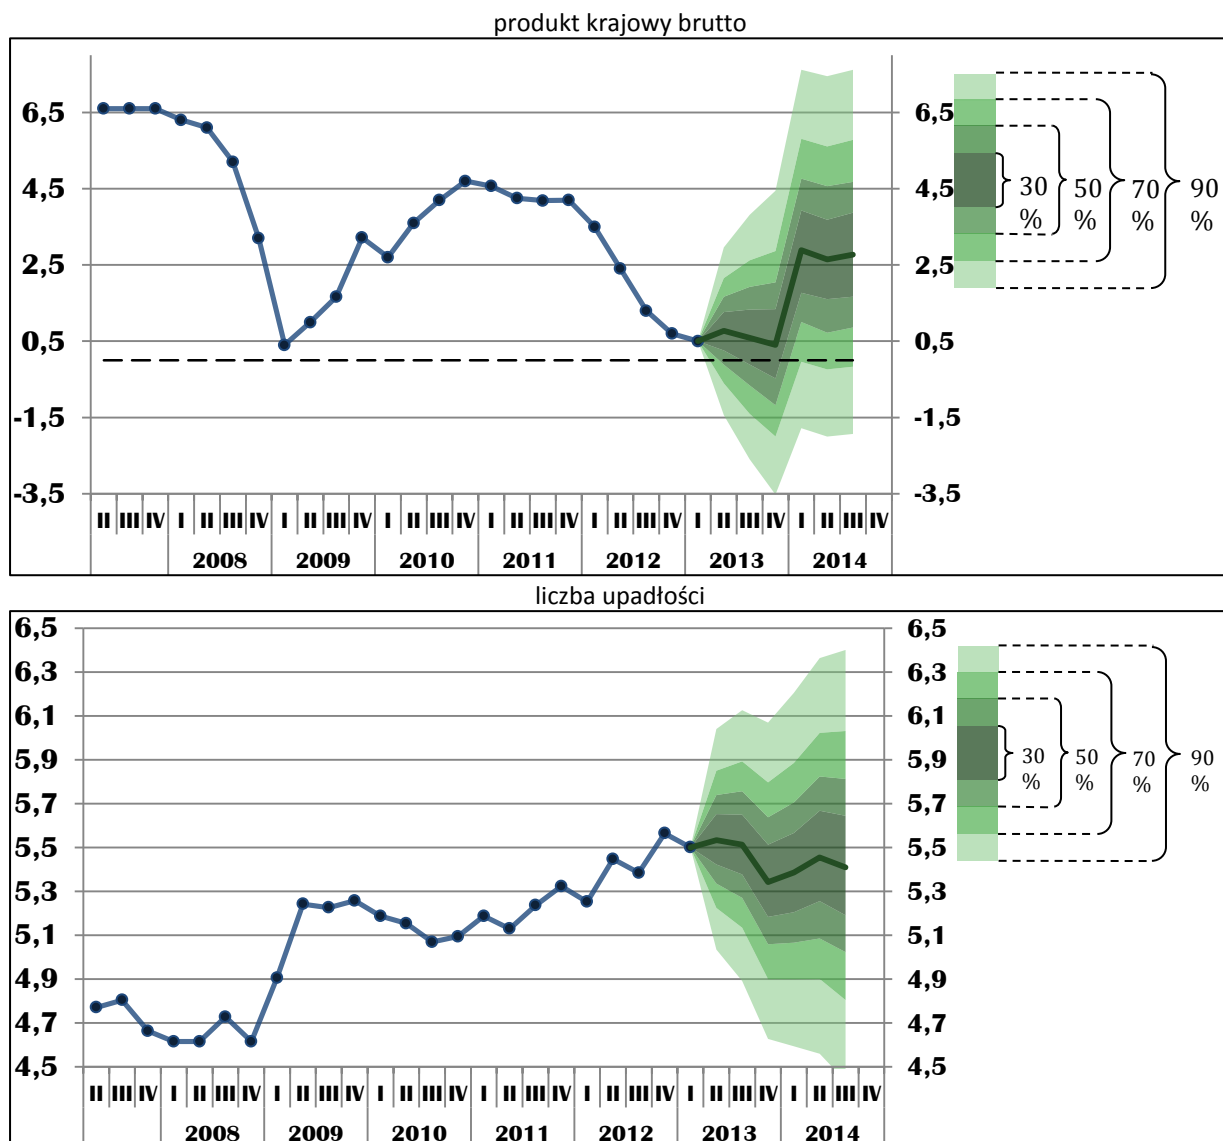 produkt krajowy brutto
6,5 6,5
4,5 4,5
2,5 2,5
0,5 0,5
-1,5 -1,5
-3,5 -3,5
30 % 50 % 70 % 90 %
II III IV I II III IV I II III IV I II III IV I II III IV I II III IV I II III IV I II III IV
2008 2009 2010 2011 2012 2013 2014
liczba upadłości
6,5 6,5
6,3 6,3
6,1 6,1
5,9 5,9
5,7 5,7
5,5 5,5
5,3 5,3
5,1 5,1
4,9 4,9
4,7 4,7
4,5 4,5
30 % 50 % 70 % 90 %
II III IV I II III IV I II III IV I II III IV I II III IV I II III IV I II III IV I II III IV
2008 2009 2010 2011 2012 2013 2014